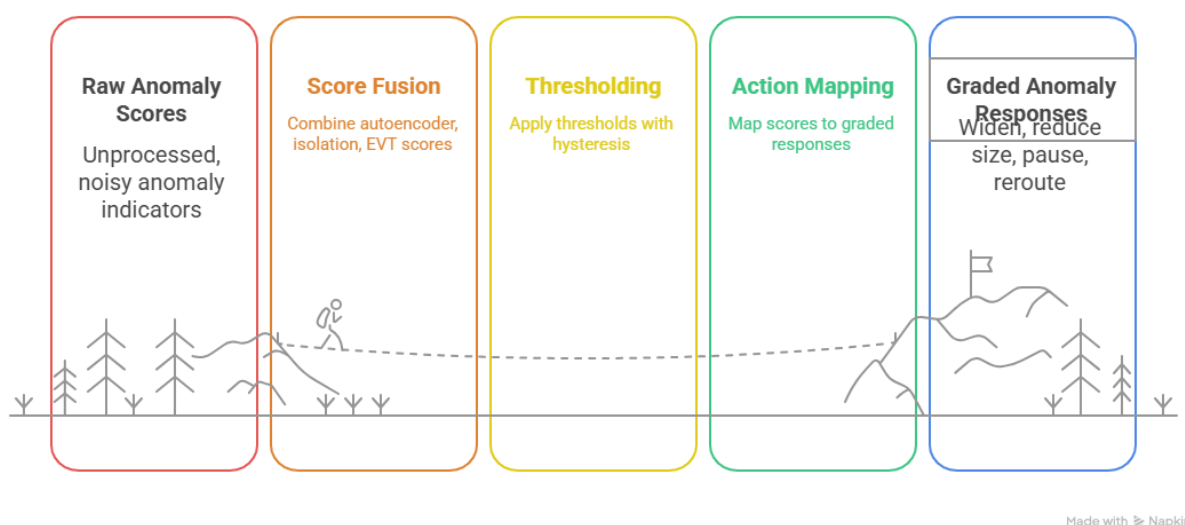 Raw Anomaly
Scores
Unprocessed,
noisy anomaly
indicators
Score Fusion
Combine autoencoder,
isolation, EVT scores
Thresholding
Apply thresholds with
hysteresis
Action Mapping
Map scores to graded
responses
Graded Anomaly
Responses
Widen, reduce
size, pause,
reroute
Made with Napki